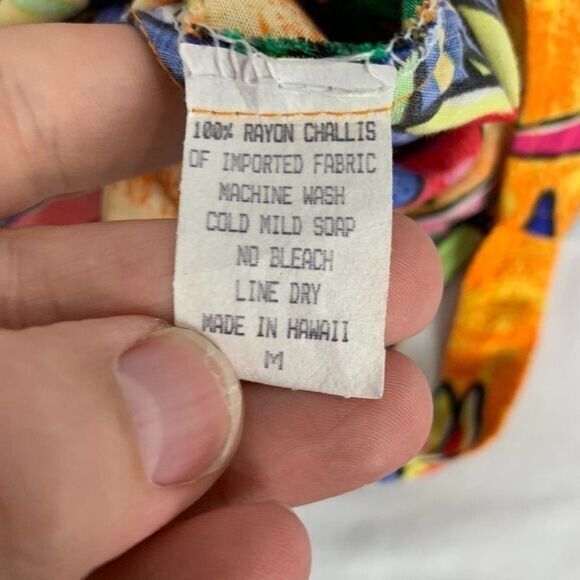 100% RAYON CHALLIS
OF IMPORTED FABRIC
MACHINE WASH
COLD MILD SOAP
NO BLEACH
LINE DRY
MADE IN HAWAII
M